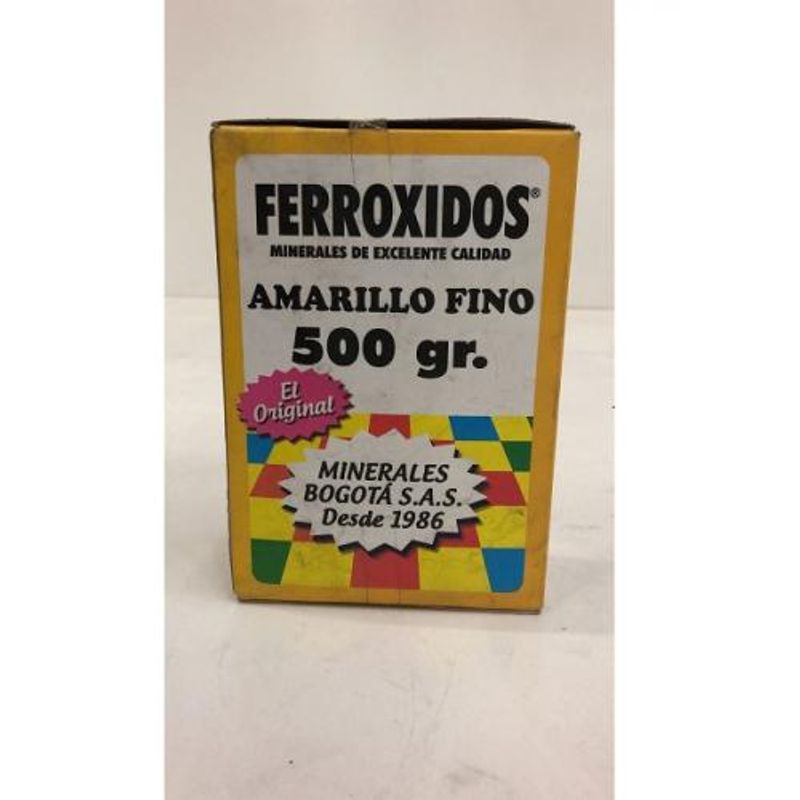 FERROXIDOS®
MINERALES DE EXCELENTE CALIDAD
AMARILLO FINO
500 gr.
El
Original
MINERALES
BOGOTÁ S.A.S.
Desde 1986